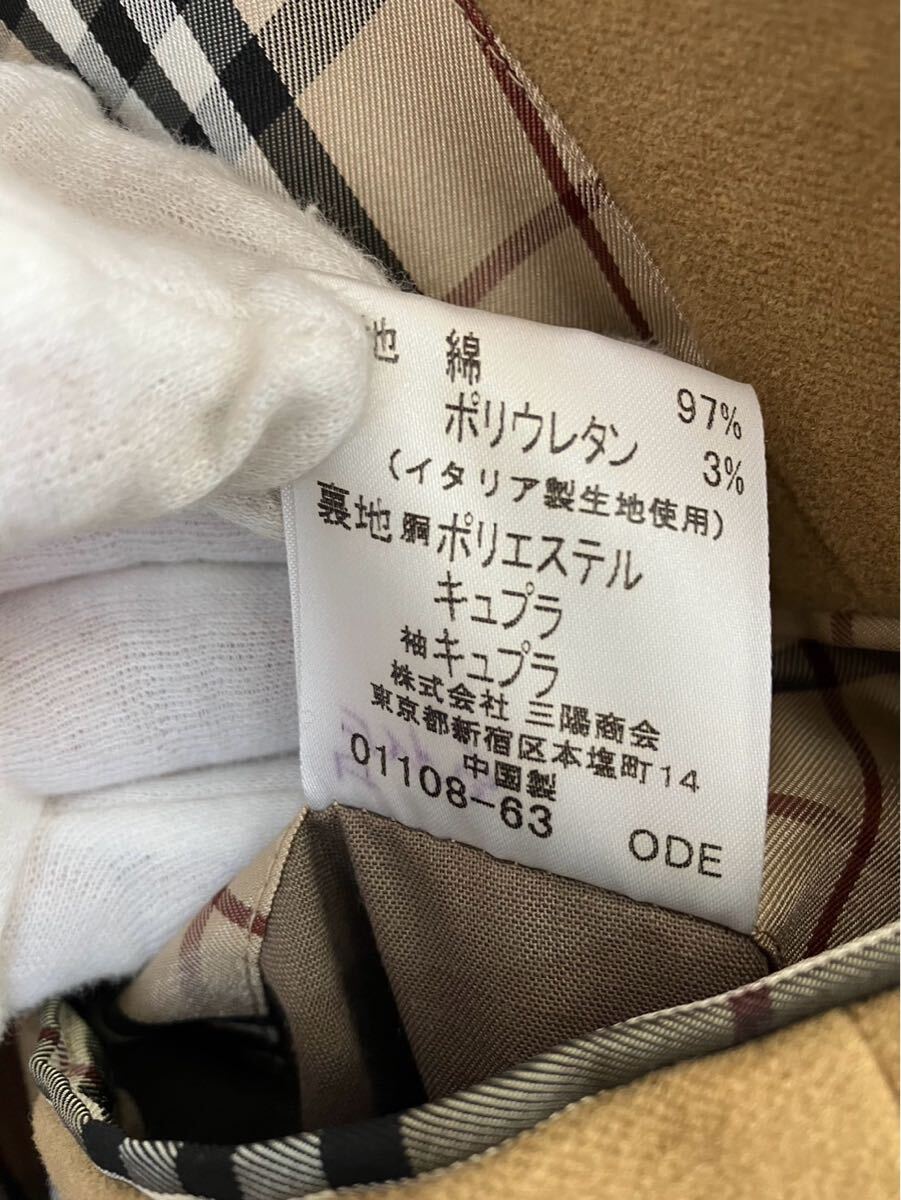 地 綿 97%
ポリウレタン 3%
(イタリア製生地使用)
裏地 胴 ポリエステル
キュプラ
袖 キュプラ
株式会社 三陽商会
東京都新宿区本塩町14
中国製
01108-63 ODE